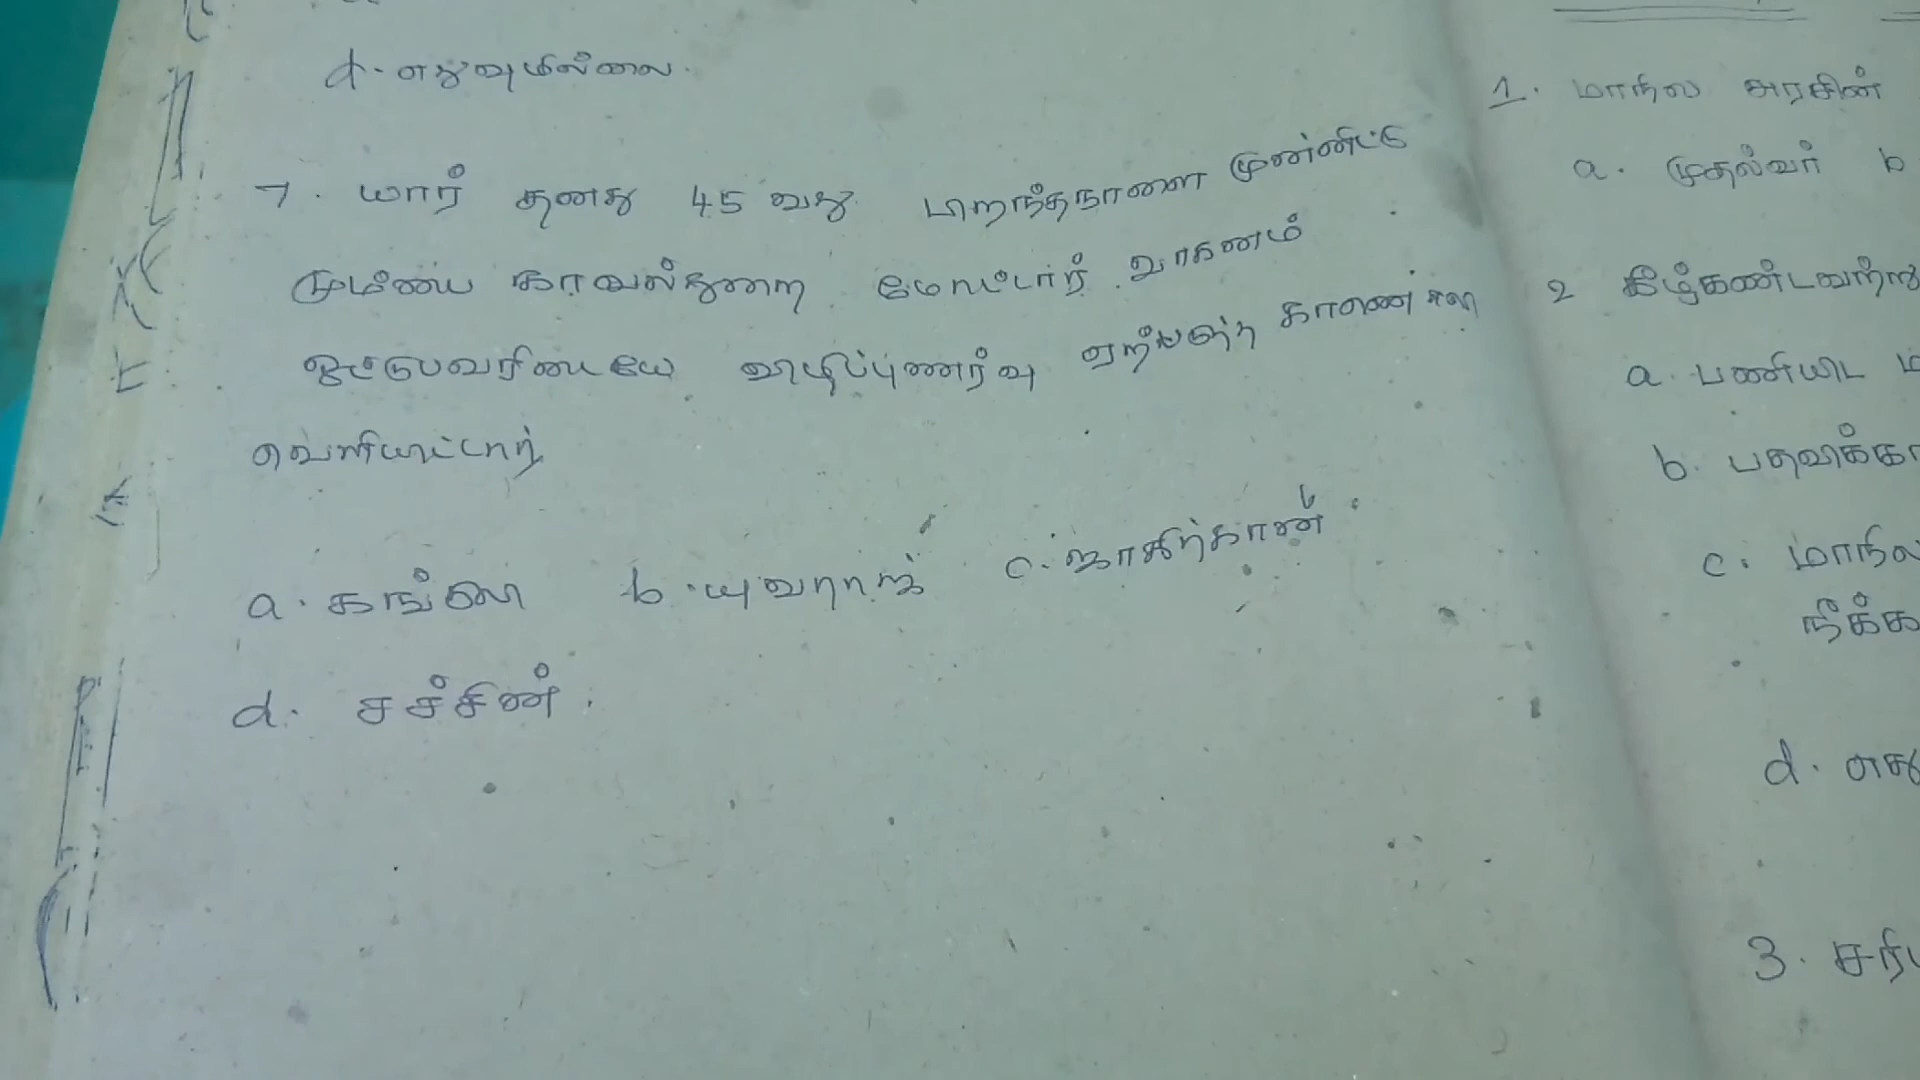 d. எதுவுமில்லை.
7. யார் தனது 45 வது பிறந்தநாளை முன்னிட்டு
மும்பை காவல்துறை மோட்டார் வாகனம்
ஓட்டுபவரிடையே விழிப்புணர்வு ஏற்படுத்த
வெளியிட்டார்
a. கங்குலி b. யுவராஜ் c. ஜாகிர்கான்
d. சச்சின்.
1. மாநில அரசின்
a. முதல்வர் b
2 கீழ்கண்டவற்று
a. பணியிட
b. பதவிக்கா
c. மாநில
நீக்க
d. எது
3. சரி